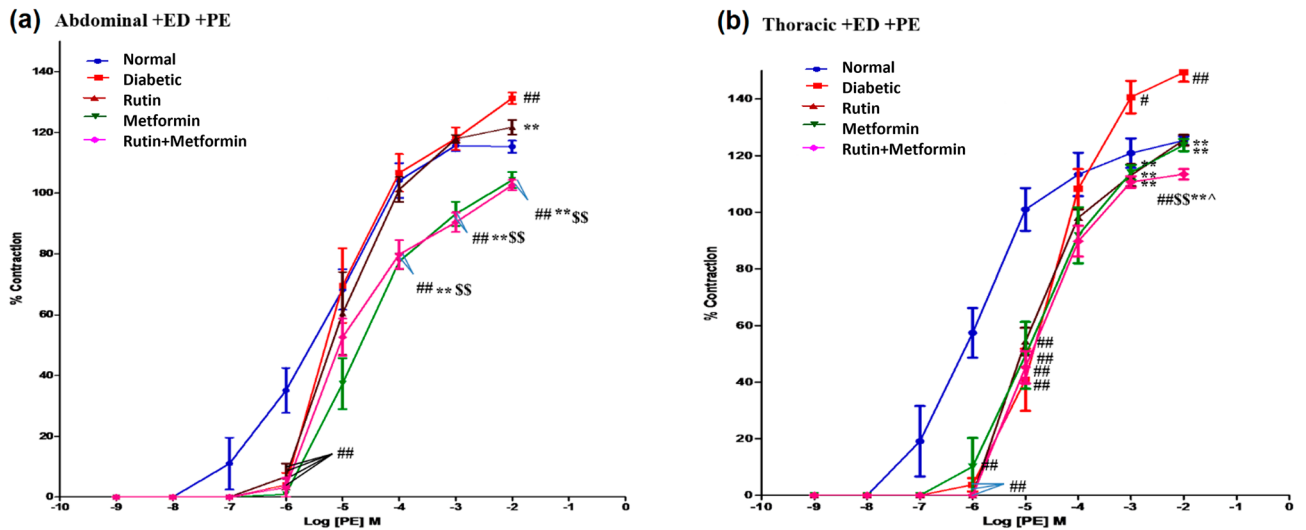 (a) Abdominal +ED +PE
140
120
100
80
60
40
20
0
% Contraction
Normal
Diabetic
Rutin
Metformin
Rutin+Metformin
##
**
## ** $$
## **$$
## ** $$
##
-10 -9 -8 -7 -6 -5 -4 -3 -2 -1 0
Log [PE] M
(b) Thoracic +ED +PE
140
120
100
80
60
40
20
0
% Contraction
Normal
Diabetic
Rutin
Metformin
Rutin+Metformin
##
#
**
**
**
**
**
##$$**^
##
##
##
##
##
##
-10 -9 -8 -7 -6 -5 -4 -3 -2 -1 0
Log [PE] M